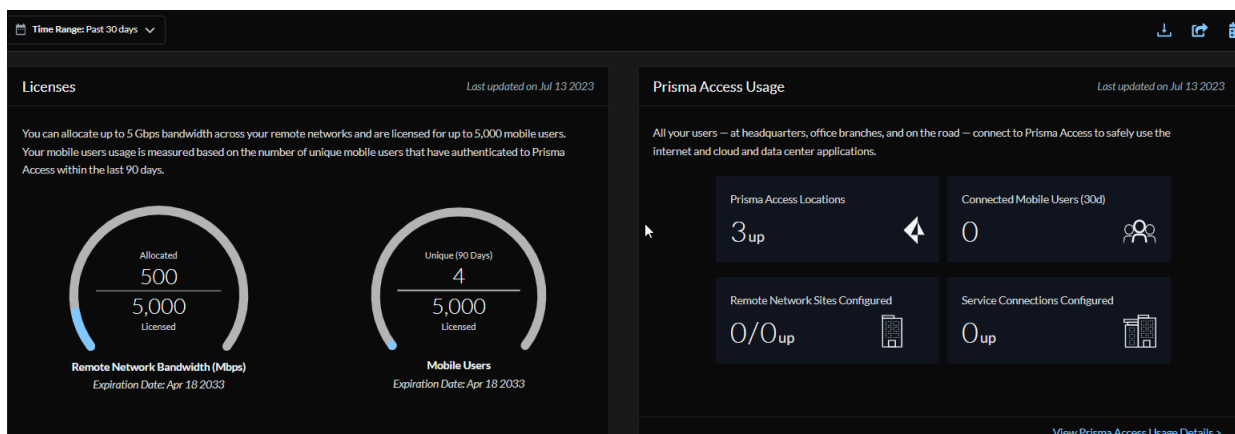 Time Range: Past 30 days
Licenses
Last updated on Jul 13 2023
You can allocate up to 5 Gbps bandwidth across your remote networks and are licensed for up to 5,000 mobile users.
Your mobile users usage is measured based on the number of unique mobile users that have authenticated to Prisma
Access within the last 90 days.
Allocated
500
5,000
Licensed
Remote Network Bandwidth (Mbps)
Expiration Date: Apr 18 2033
Unique (90 Days)
4
5,000
Licensed
Mobile Users
Expiration Date: Apr 18 2033
Prisma Access Usage
Last updated on Jul 13 2023
All your users — at headquarters, office branches, and on the road — connect to Prisma Access to safely use the
internet and cloud and data center applications.
Prisma Access Locations
3 up
Connected Mobile Users (30d)
0
Remote Network Sites Configured
0/0 up
Service Connections Configured
0 up
View Prisma Access Usage Details >